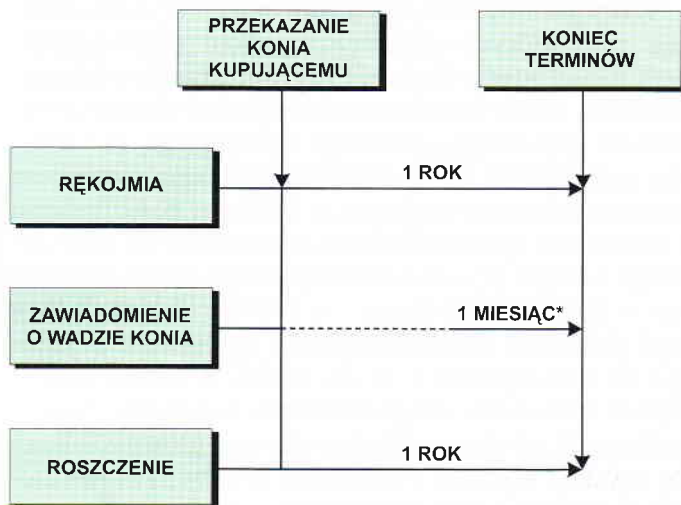 PRZEKAZANIE
KONIA
KUPUJĄCEMU
KONIEC
TERMINÓW
RĘKOJMIA
1 ROK
ZAWIADOMIENIE
O WADZIE KONIA
1 MIESIĄC*
ROSZCZENIE
1 ROK